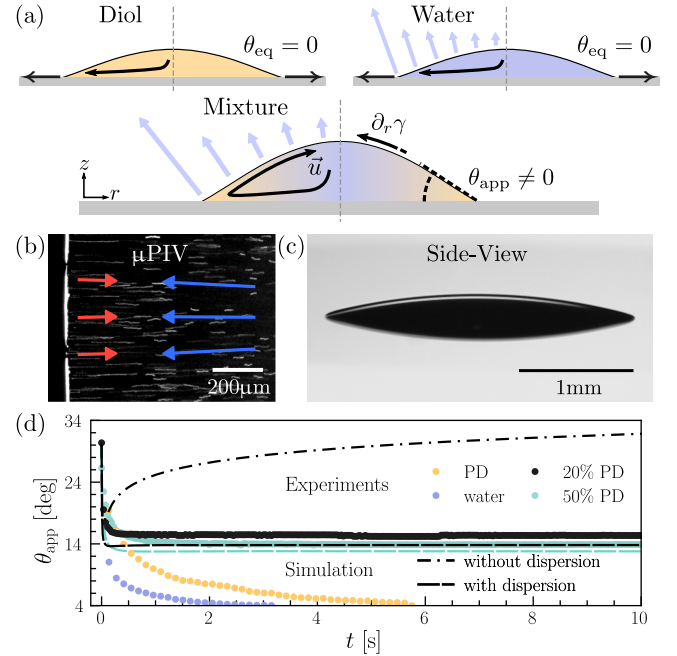 (a)
Diol
θeq = 0
Water
θeq = 0
Mixture
∂rγ
u⃗
θapp ≠ 0
z
r
(b)
μPIV
200μm
(c)
Side-View
1mm
(d)
θapp [deg]
34
24
14
4
Experiments
PD
water
20% PD
50% PD
Simulation
without dispersion
with dispersion
0
2
4
6
8
10
t [s]